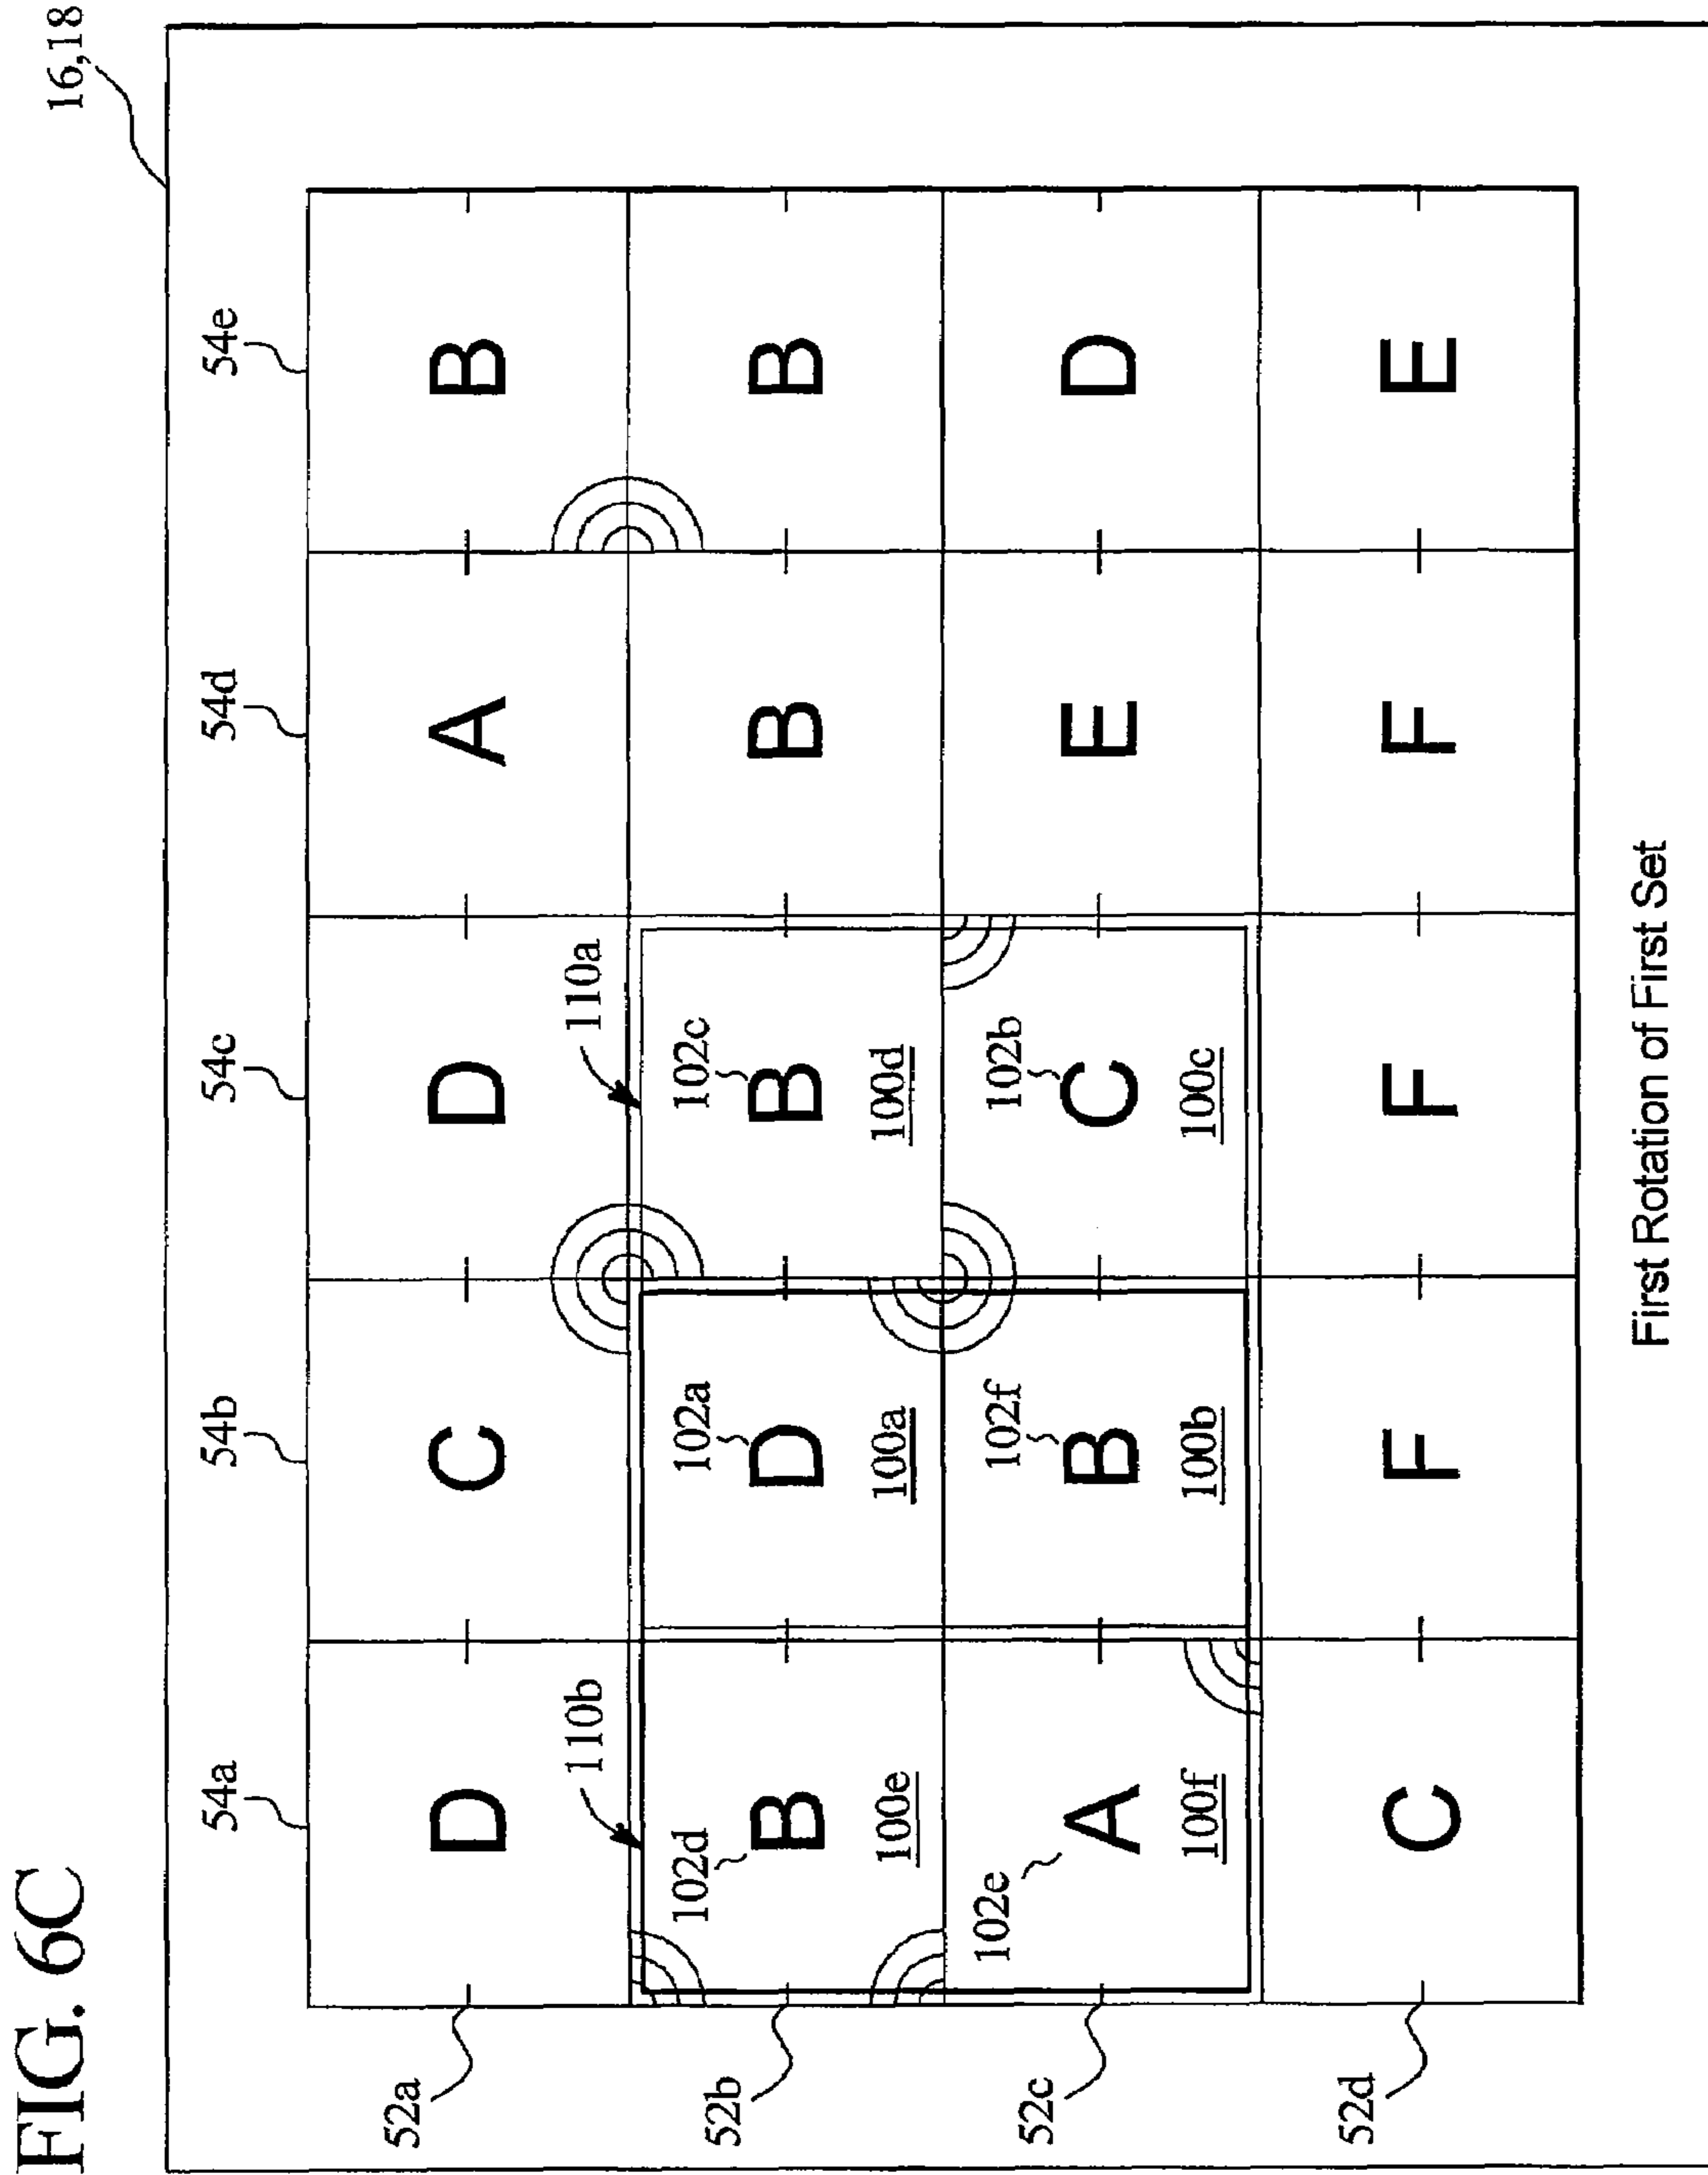 FIG. 6C
16,18
54a 54b 54c 54d 54e
52a D C D A B
110b 110a
102d 102a 102c
52b B D B B B
100e 100a 100d
102e 102f 102b
52c A B C E D
100f 100b 100c
52d C F F F E
First Rotation of First Set